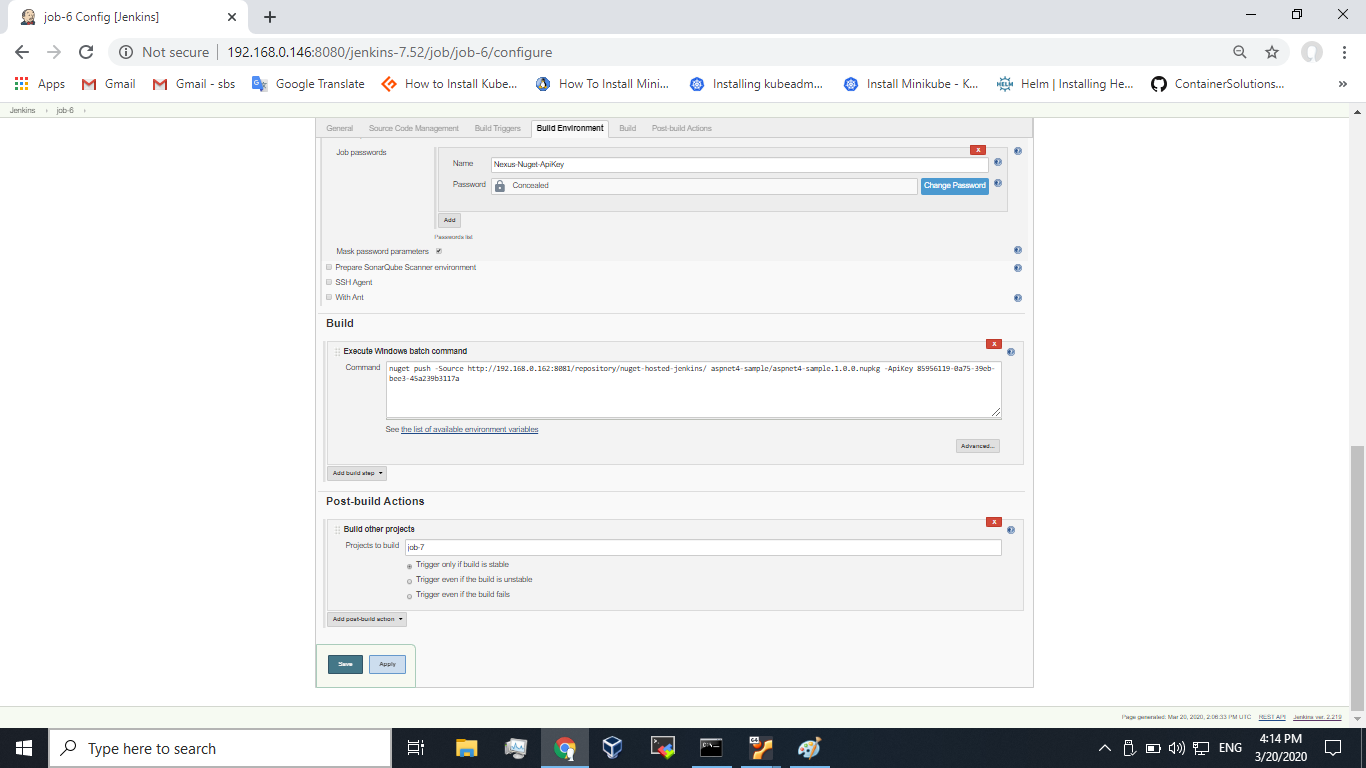 job-6 Config [Jenkins]
Not secure 192.168.0.146:8080/jenkins-7.52/job/job-6/configure
Apps Gmail Gmail - sbs Google Translate How to Install Kube... How To Install Mini... Installing kubeadm... Install Minikube - K... Helm | Installing He... ContainerSolutions... »
Jenkins › job-6 ›
General Source Code Management Build Triggers Build Environment Build Post-build Actions
Job passwords
X
Name Nexus-Nuget-ApiKey
Password Concealed Change Password
Add
Passwords list
Mask password parameters
Prepare SonarQube Scanner environment
SSH Agent
With Ant
Build
X
Execute Windows batch command
Command nuget push -Source http://192.168.0.162:8081/repository/nuget-hosted-jenkins/ aspnet4-sample/aspnet4-sample.1.0.0.nupkg -ApiKey 85956119-0a75-39eb-
bee3-45a239b3117a
See the list of available environment variables
Advanced...
Add build step
Post-build Actions
X
Build other projects
Projects to build job-7
Trigger only if build is stable
Trigger even if the build is unstable
Trigger even if the build fails
Add post-build action
Save Apply
Page generated: Mar 20, 2020, 2:06:33 PM UTC REST API Jenkins ver. 2.219
Type here to search
ENG
4:14 PM
3/20/2020